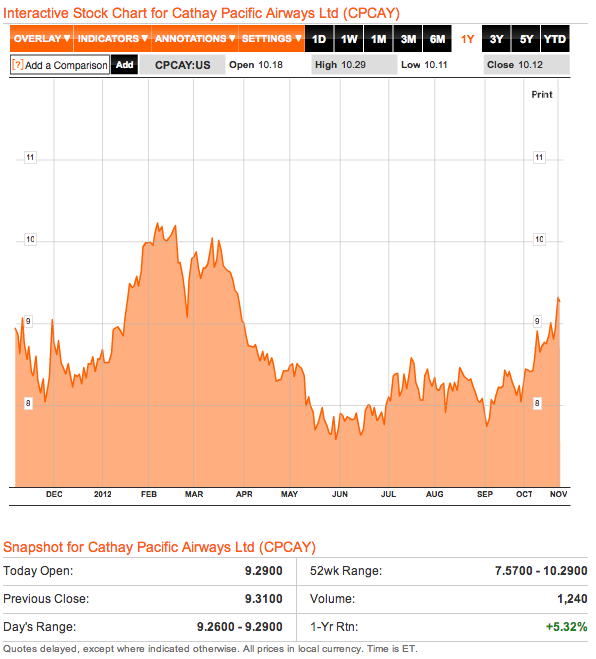 Interactive Stock Chart for Cathay Pacific Airways Ltd (CPCAY)
OVERLAY ▾ INDICATORS ▾ ANNOTATIONS ▾ SETTINGS ▾ 1D 1W 1M 3M 6M 1Y 3Y 5Y YTD
[?] Add a Comparison Add CPCAY:US Open 10.18 High 10.29 Low 10.11 Close 10.12
Print
11 11
10 10
9 9
8 8
DEC 2012 FEB MAR APR MAY JUN JUL AUG SEP OCT NOV
Snapshot for Cathay Pacific Airways Ltd (CPCAY)
Today Open: 9.2900 52wk Range: 7.5700 - 10.2900
Previous Close: 9.3100 Volume: 1,240
Day's Range: 9.2600 - 9.2900 1-Yr Rtn: +5.32%
Quotes delayed, except where indicated otherwise. All prices in local currency. Time is ET.